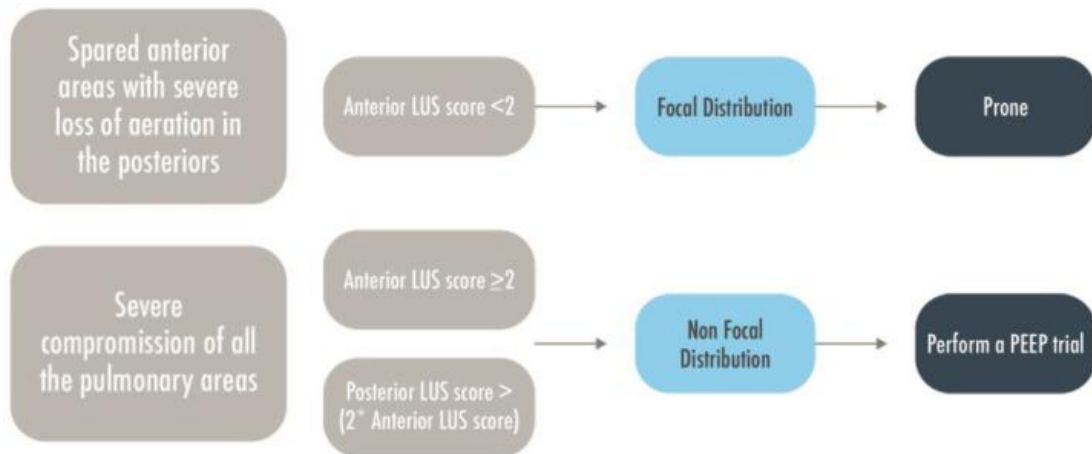 Spared anterior
areas with severe
loss of aeration in
the posteriors
Anterior LUS score <2
Focal Distribution
Prone
Severe
compromission of all
the pulmonary areas
Anterior LUS score ≥2
Posterior LUS score >
(2* Anterior LUS score)
Non Focal
Distribution
Perform a PEEP trial